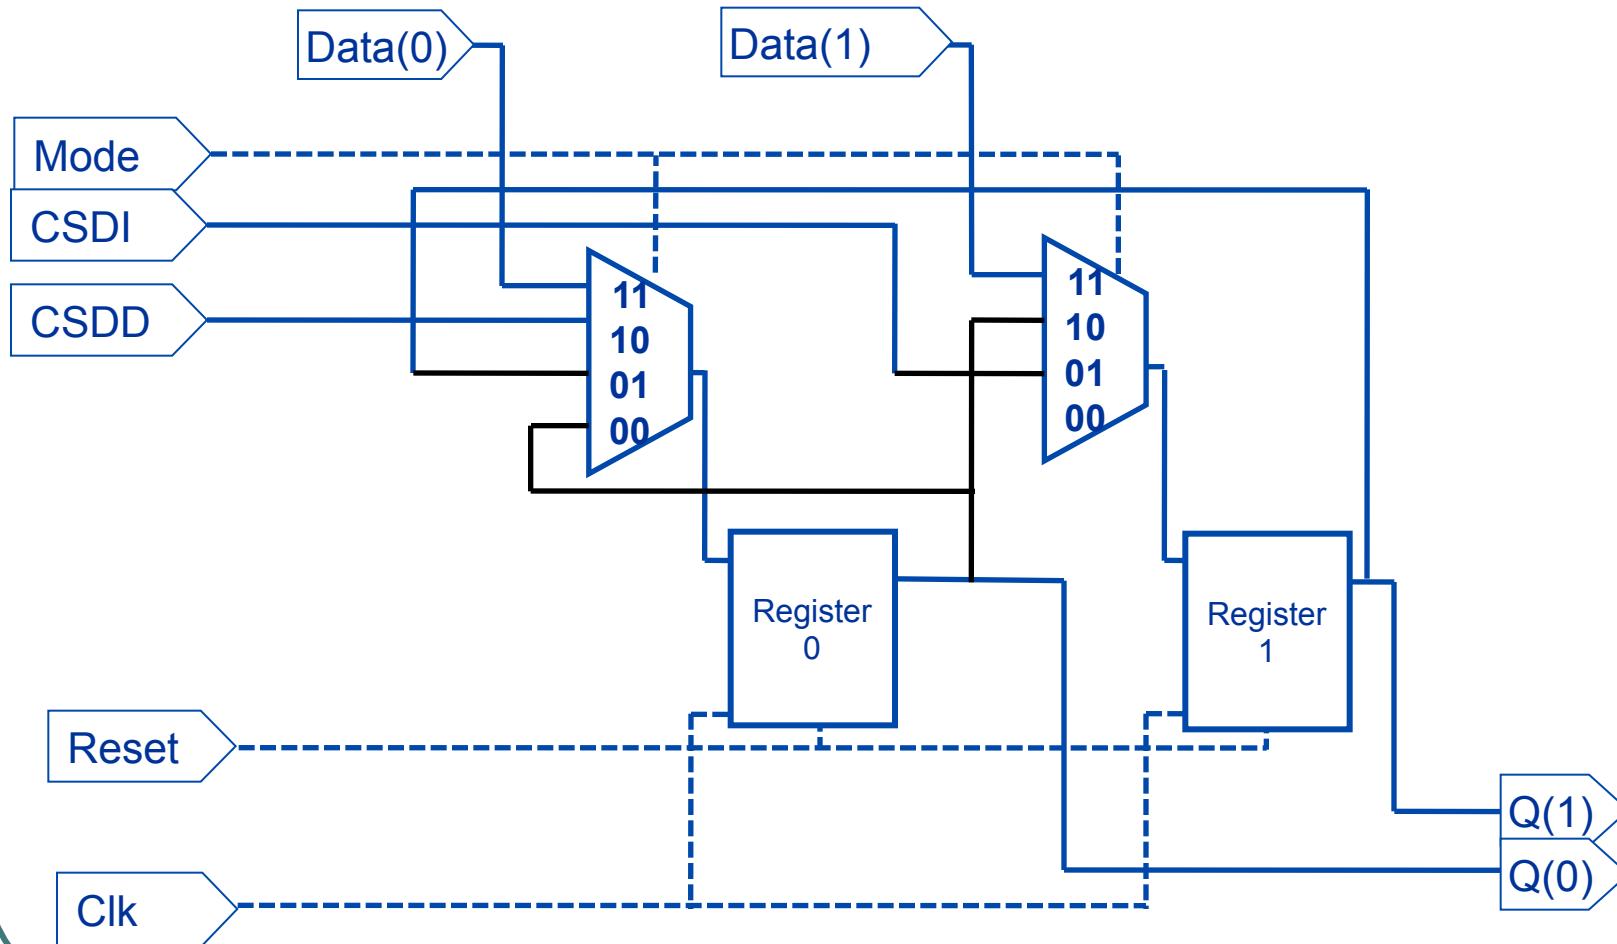 Data(0)
Data(1)
Mode
CSDI
CSDD
11
10
01
00
11
10
01
00
Register
0
Register
1
Reset
Clk
Q(1)
Q(0)